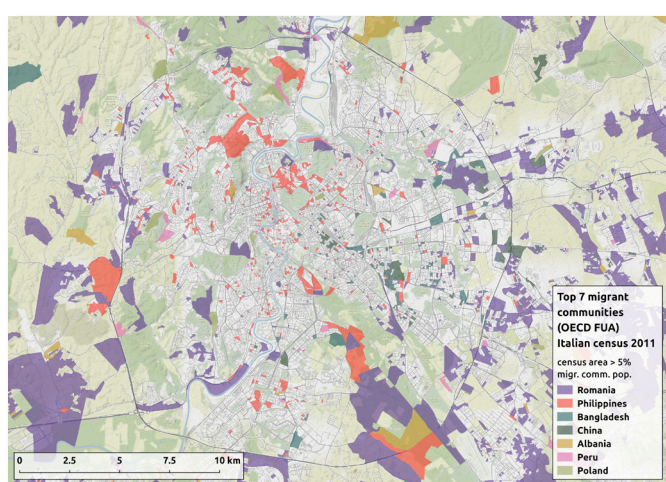 Top 7 migrant
communities
(OECD FUA)
Italian census 2011
census area > 5%
migr. comm. pop.
Romania
Philippines
Bangladesh
China
Albania
Peru
Poland
0 2.5 5 7.5 10 km